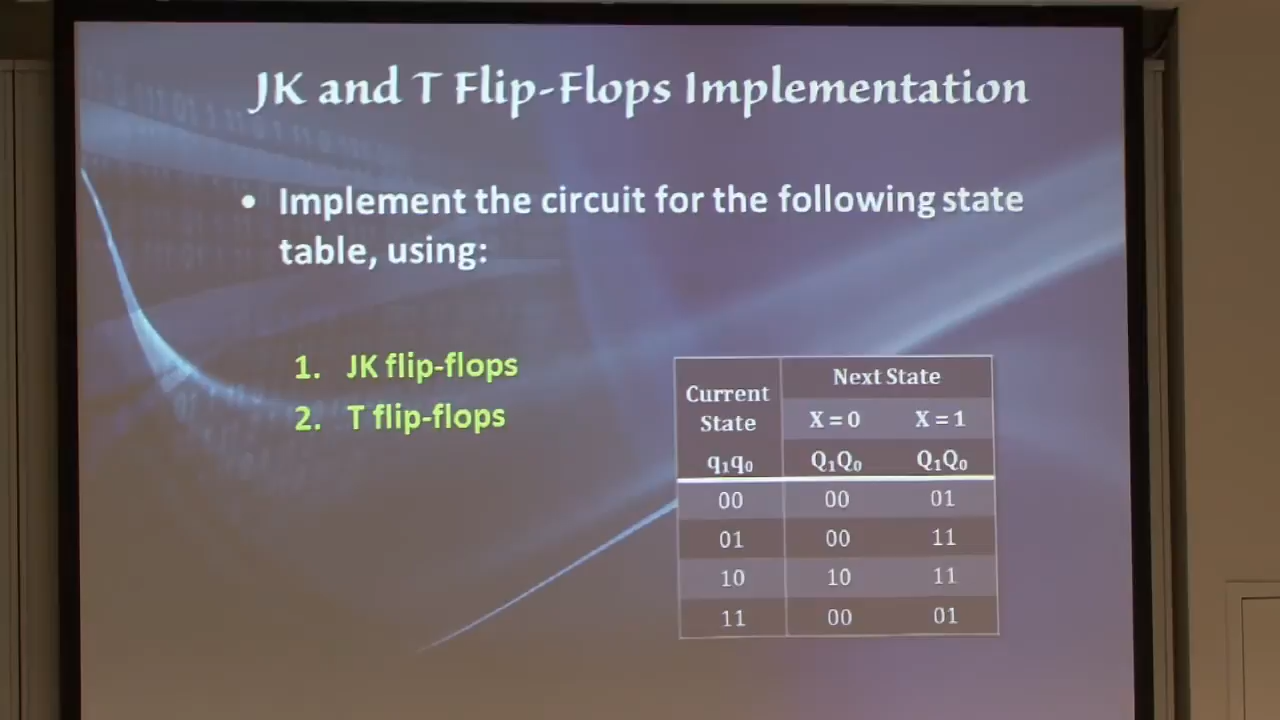 JK and T Flip-Flops Implementation
• Implement the circuit for the following state
table, using:
1. JK flip-flops
2. T flip-flops
Current State q₁q₀ | Next State
X = 0 | X = 1
Q₁Q₀ | Q₁Q₀
00 | 00 | 01
01 | 00 | 11
10 | 10 | 11
11 | 00 | 01